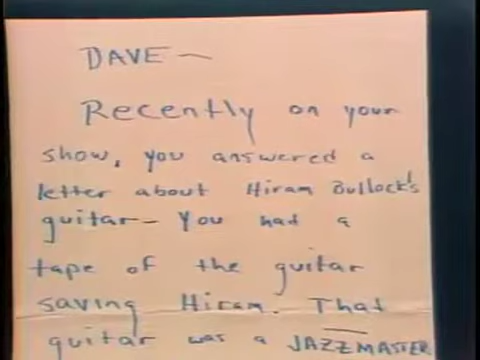 DAVE —
Recently on your
show, you answered a
letter about Hiram Bullock's
guitar — You had a
tape of the guitar
saving Hiram. That
guitar was a JAZZMASTER